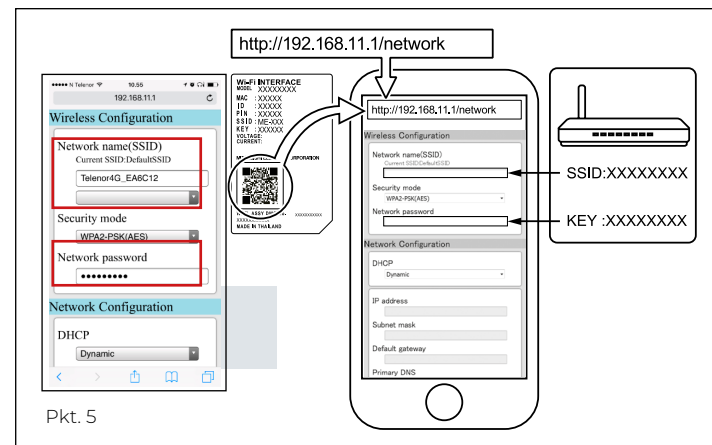 http://192.168.11.1/network
N Telenor 10.55
192.168.11.1
Wireless Configuration
Network name(SSID)
Current SSID:DefaultSSID
Telenor4G_EA6C12
Security mode
WPA2-PSK(AES)
Network password
•••••••••
Network Configuration
DHCP
Dynamic
Wi-Fi INTERFACE
MODEL XXXXXXXX
MAC :XXXXX
ID :XXXXX
PIN :XXXXX
SSID:ME-XXX
KEY :XXXXXX
VOLTAGE:
CURRENT:
ASSY
XXXXXXXXXX
XXXXXXXXXX
MADE IN THAILAND
http://192.168.11.1/network
Wireless Configuration
Network name(SSID)
Current SSID:DefaultSSID
Security mode
WPA2-PSK(AES)
Network password
Network Configuration
DHCP
Dynamic
IP address
Subnet mask
Default gateway
Primary DNS
SSID:XXXXXXXX
KEY :XXXXXXXX
Pkt. 5